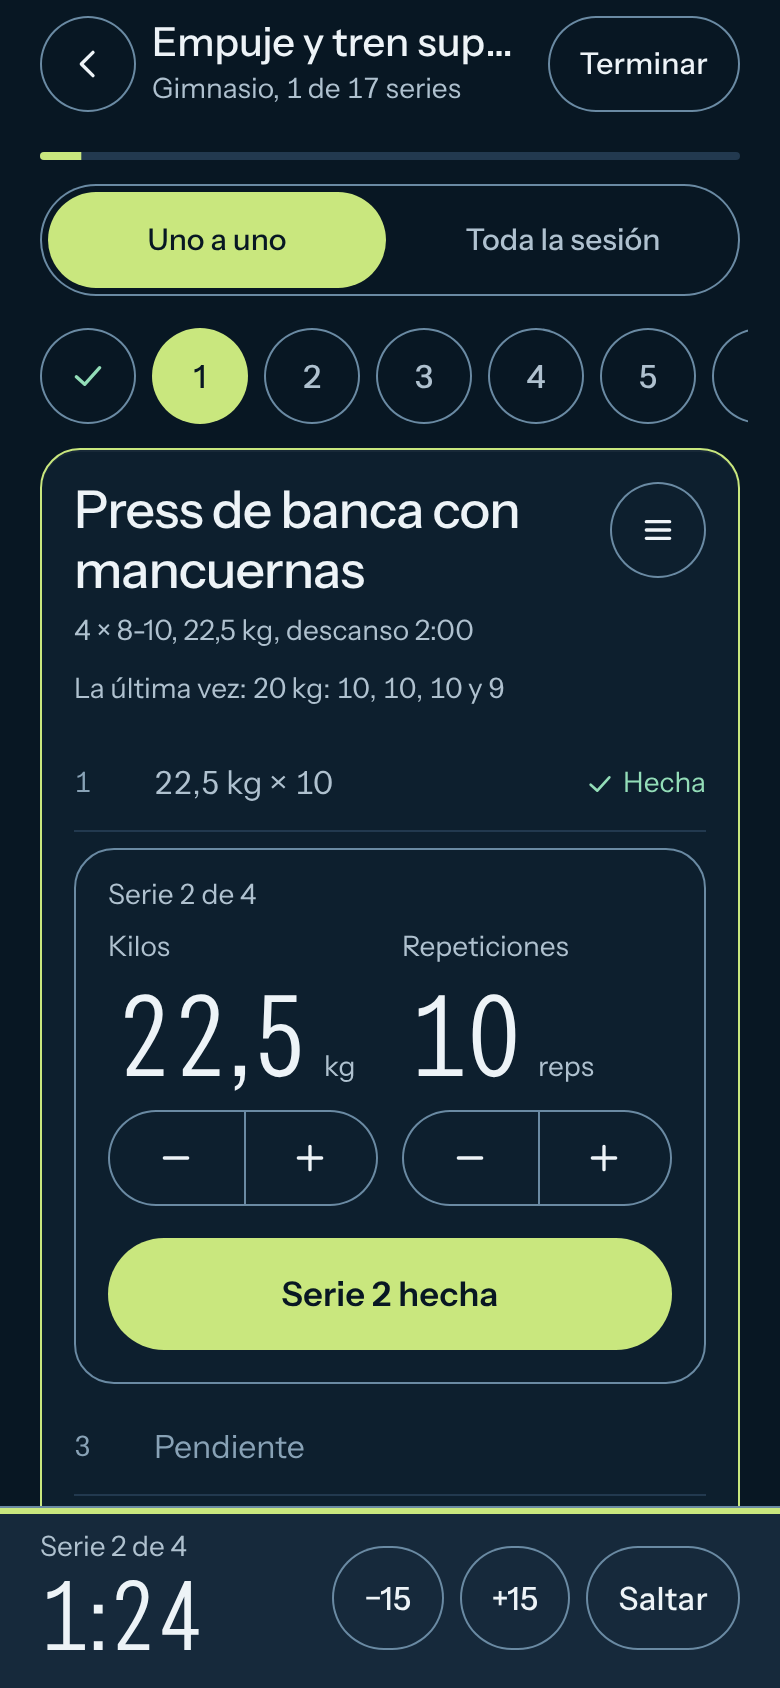 Empuje y tren sup...
Gimnasio, 1 de 17 series
Terminar
Uno a uno
Toda la sesión
1
2
3
4
5
Press de banca con
mancuernas
4 × 8-10, 22,5 kg, descanso 2:00
La última vez: 20 kg: 10, 10, 10 y 9
1 22,5 kg × 10 Hecha
Serie 2 de 4
Kilos Repeticiones
22,5 kg 10 reps
− + − +
Serie 2 hecha
3 Pendiente
Serie 2 de 4
1:24
−15
+15
Saltar